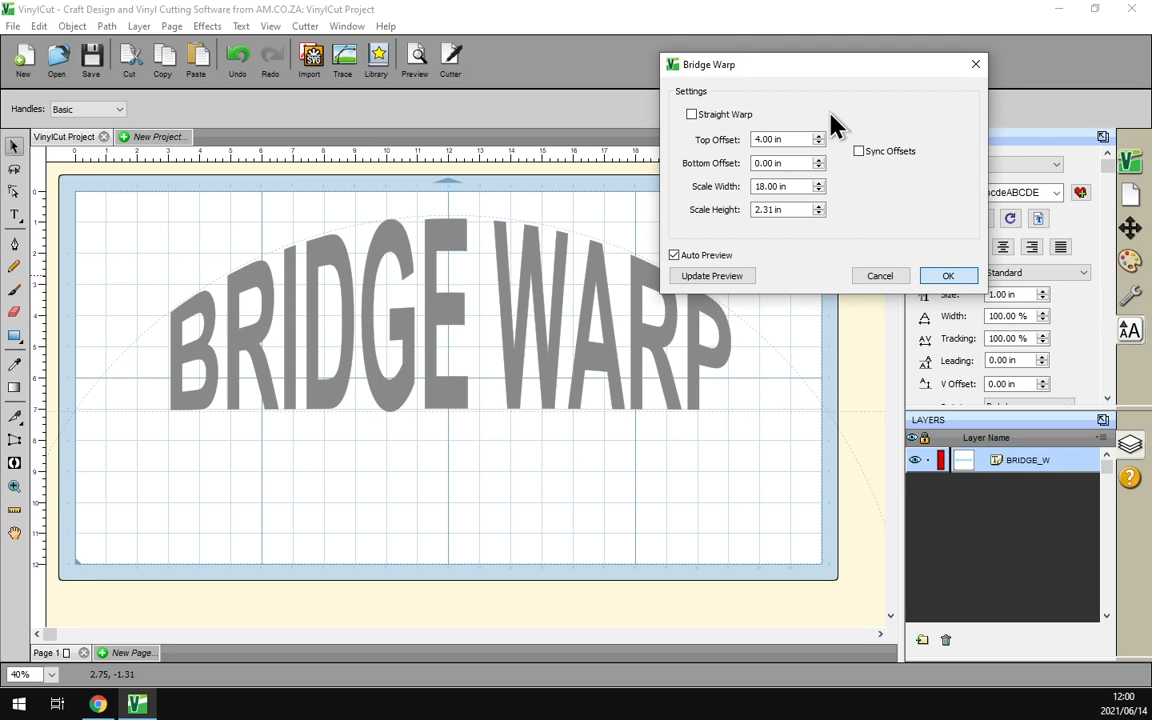 VinylCut - Craft Design and Vinyl Cutting Software from AM.CO.ZA: VinylCut Project
File Edit Object Path Layer Page Effects Text View Cutter Window Help
New Open Save Cut Copy Paste Undo Redo Import Trace Library Preview Cutter
SVG
Handles: Basic
VinylCut Project New Project...
Bridge Warp
Settings
Straight Warp
Top Offset: 4.00 in
Sync Offsets
Bottom Offset: 0.00 in
Scale Width: 18.00 in
Scale Height: 2.31 in
Auto Preview
Update Preview Cancel OK
BRIDGE WARP
cdeABCDE
Standard
Size: 1.00 in
Width: 100.00 %
Tracking: 100.00 %
Leading: 0.00 in
V Offset: 0.00 in
LAYERS
Layer Name
BRIDGE_W
Page 1 New Page...
40% 2.75, -1.31
12:00
2021/06/14